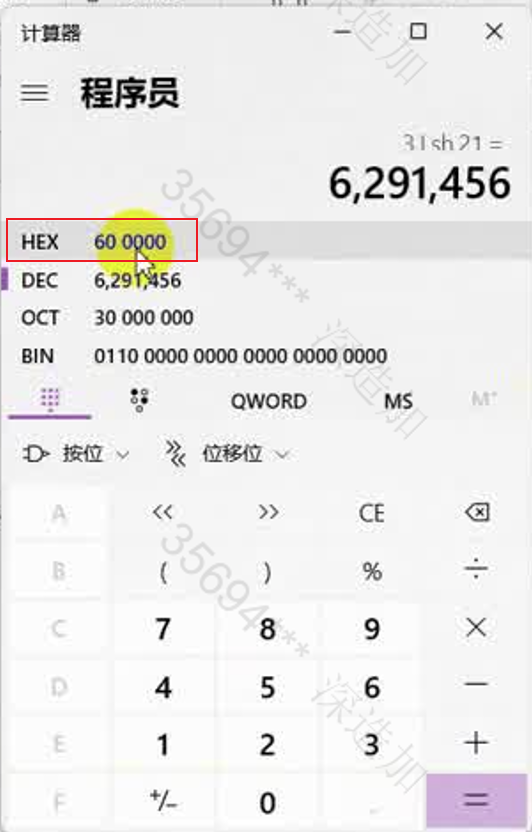 计算器
程序员
3 Lsh 21 =
6,291,456
HEX 60 0000
DEC 6,291,456
OCT 30 000 000
BIN 0110 0000 0000 0000 0000 0000
QWORD MS M⁺
按位 位移位
A << >> CE
B ( ) % ÷
C 7 8 9 ×
D 4 5 6 −
E 1 2 3 +
F +/− 0 . =
35694*** 深造加
35694*** 深造加
深造加